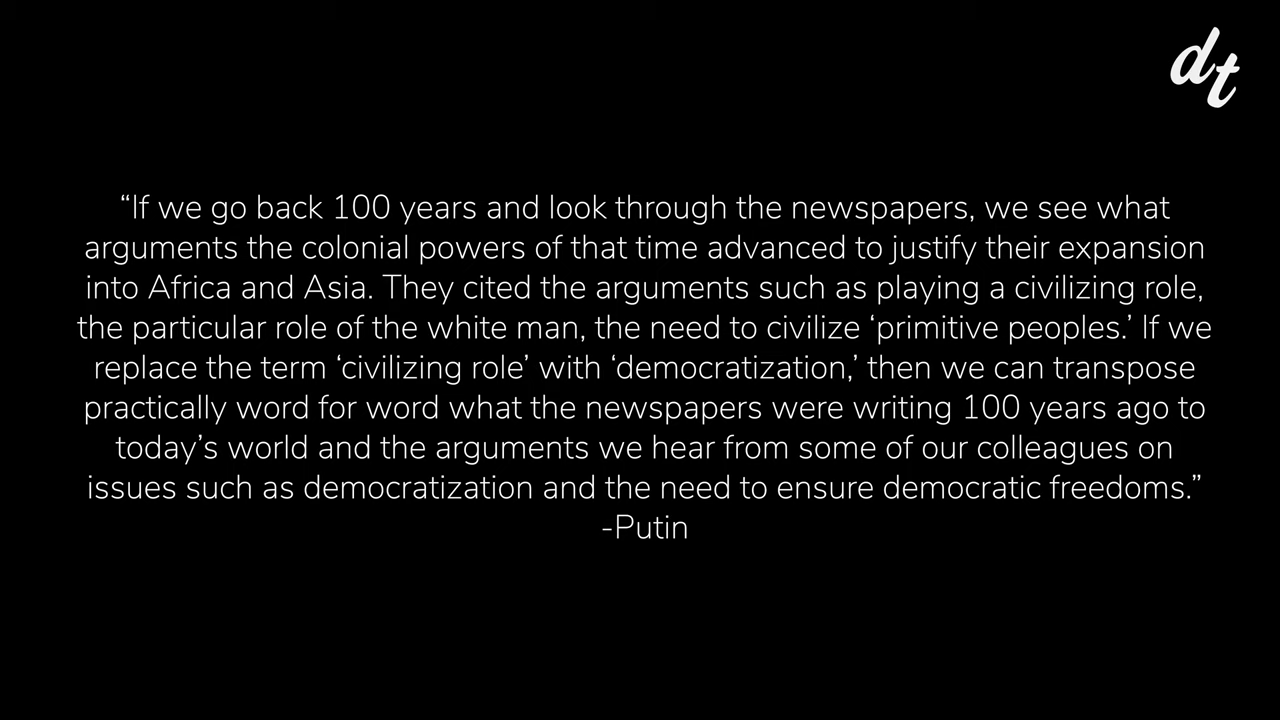 dt
“If we go back 100 years and look through the newspapers, we see what
arguments the colonial powers of that time advanced to justify their expansion
into Africa and Asia. They cited the arguments such as playing a civilizing role,
the particular role of the white man, the need to civilize ‘primitive peoples.’ If we
replace the term ‘civilizing role’ with ‘democratization,’ then we can transpose
practically word for word what the newspapers were writing 100 years ago to
today’s world and the arguments we hear from some of our colleagues on
issues such as democratization and the need to ensure democratic freedoms.”
-Putin